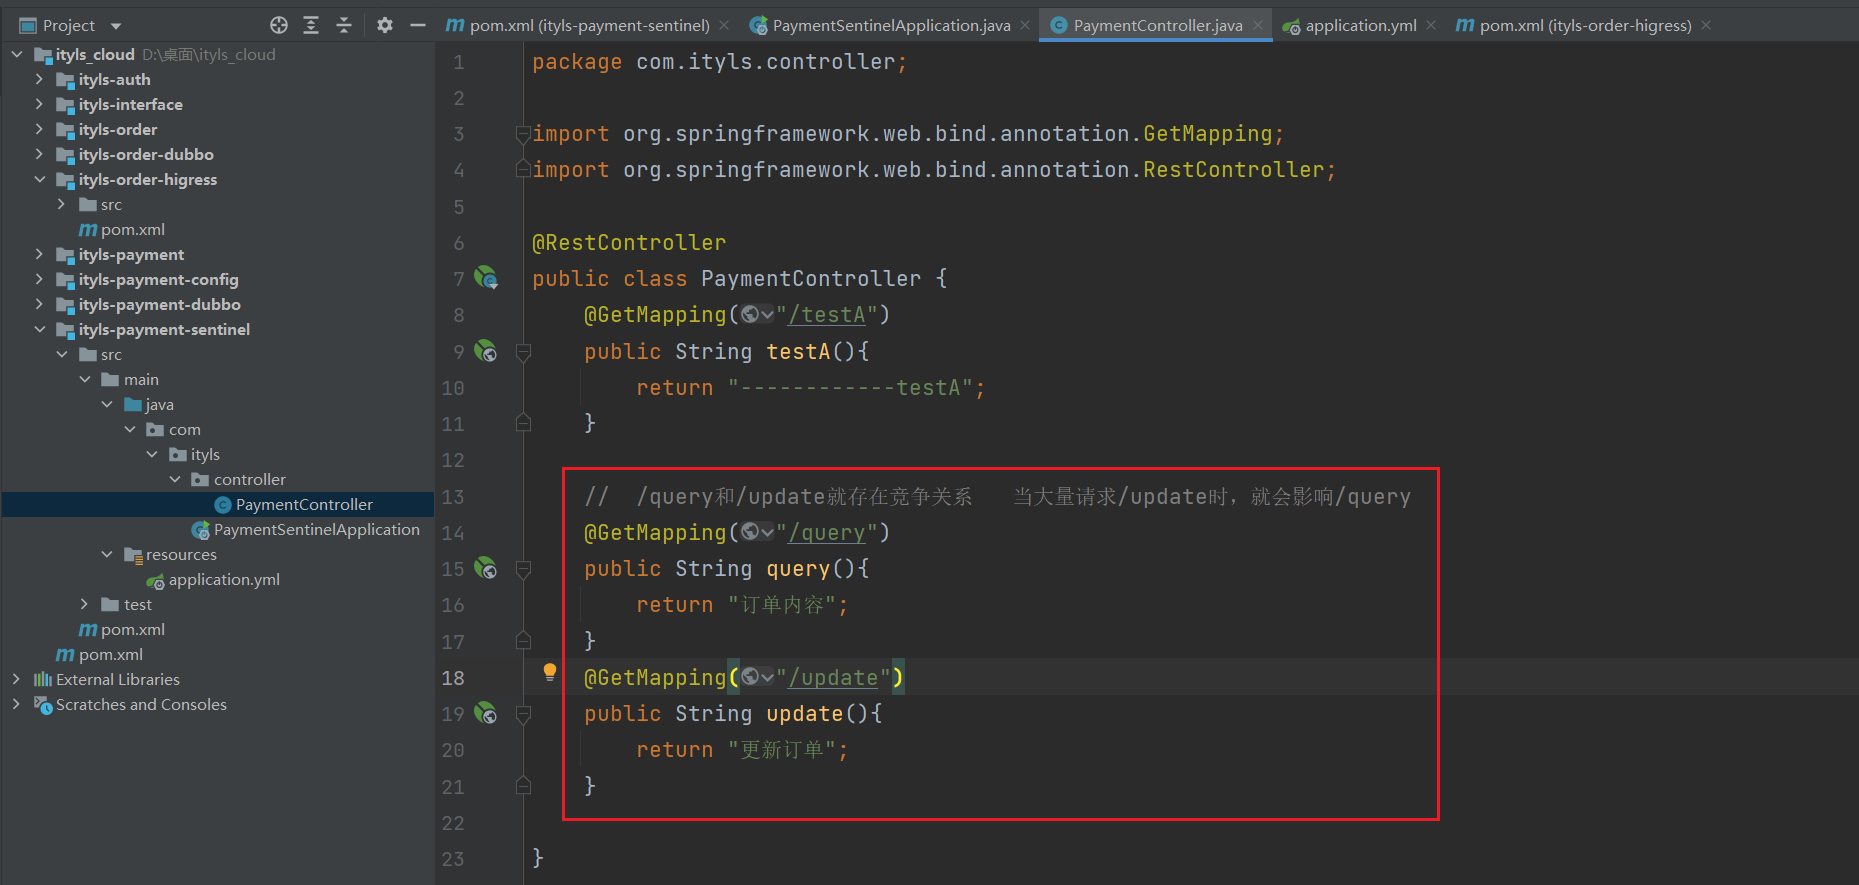 Project
pom.xml (ityls-payment-sentinel)
PaymentSentinelApplication.java
PaymentController.java
application.yml
pom.xml (ityls-order-higress)
ityls_cloud D:\桌面\ityls_cloud
ityls-auth
ityls-interface
ityls-order
ityls-order-dubbo
ityls-order-higress
src
pom.xml
ityls-payment
ityls-payment-config
ityls-payment-dubbo
ityls-payment-sentinel
src
main
java
com
ityls
controller
PaymentController
PaymentSentinelApplication
resources
application.yml
test
pom.xml
pom.xml
External Libraries
Scratches and Consoles
1 package com.ityls.controller;
2
3 import org.springframework.web.bind.annotation.GetMapping;
4 import org.springframework.web.bind.annotation.RestController;
5
6 @RestController
7 public class PaymentController {
8 @GetMapping("/testA")
9 public String testA(){
10 return "------------testA";
11 }
12
13 // /query和/update就存在竞争关系 当大量请求/update时，就会影响/query
14 @GetMapping("/query")
15 public String query(){
16 return "订单内容";
17 }
18 @GetMapping("/update")
19 public String update(){
20 return "更新订单";
21 }
22
23 }